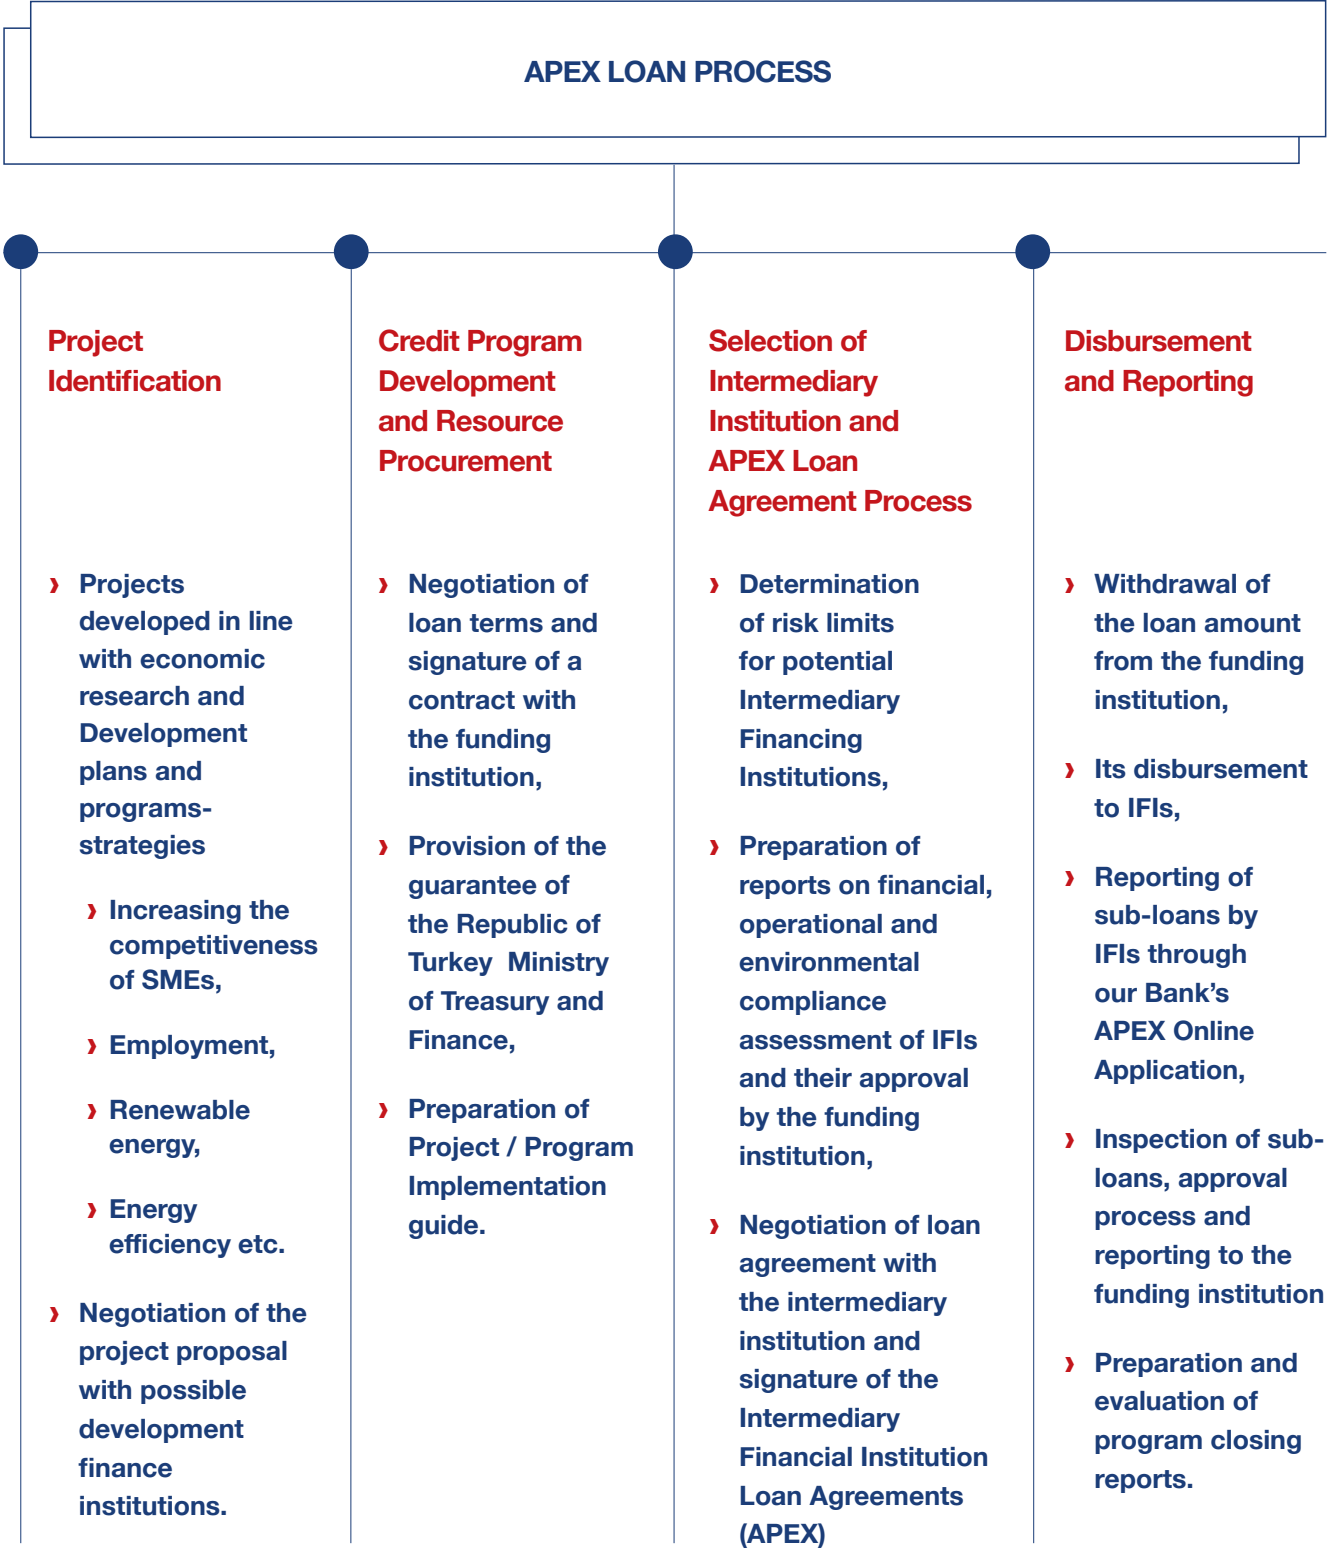 APEX LOAN PROCESS
Project
Identification
❱ Projects
developed in line
with economic
research and
Development
plans and
programs-
strategies
❱ Increasing the
competitiveness
of SMEs,
❱ Employment,
❱ Renewable
energy,
❱ Energy
efficiency etc.
❱ Negotiation of the
project proposal
with possible
development
finance
institutions.
Credit Program
Development
and Resource
Procurement
❱ Negotiation of
loan terms and
signature of a
contract with
the funding
institution,
❱ Provision of the
guarantee of
the Republic of
Turkey  Ministry
of Treasury and
Finance,
❱ Preparation of
Project / Program
Implementation
guide.
Selection of
Intermediary
Institution and
APEX Loan
Agreement Process
❱ Determination
of risk limits
for potential
Intermediary
Financing
Institutions,
❱ Preparation of
reports on financial,
operational and
environmental
compliance
assessment of IFIs
and their approval
by the funding
institution,
❱ Negotiation of loan
agreement with
the intermediary
institution and
signature of the
Intermediary
Financial Institution
Loan Agreements
(APEX)
Disbursement
and Reporting
❱ Withdrawal of
the loan amount
from the funding
institution,
❱ Its disbursement
to IFIs,
❱ Reporting of
sub-loans by
IFIs through
our Bank’s
APEX Online
Application,
❱ Inspection of sub-
loans, approval
process and
reporting to the
funding institution
❱ Preparation and
evaluation of
program closing
reports.